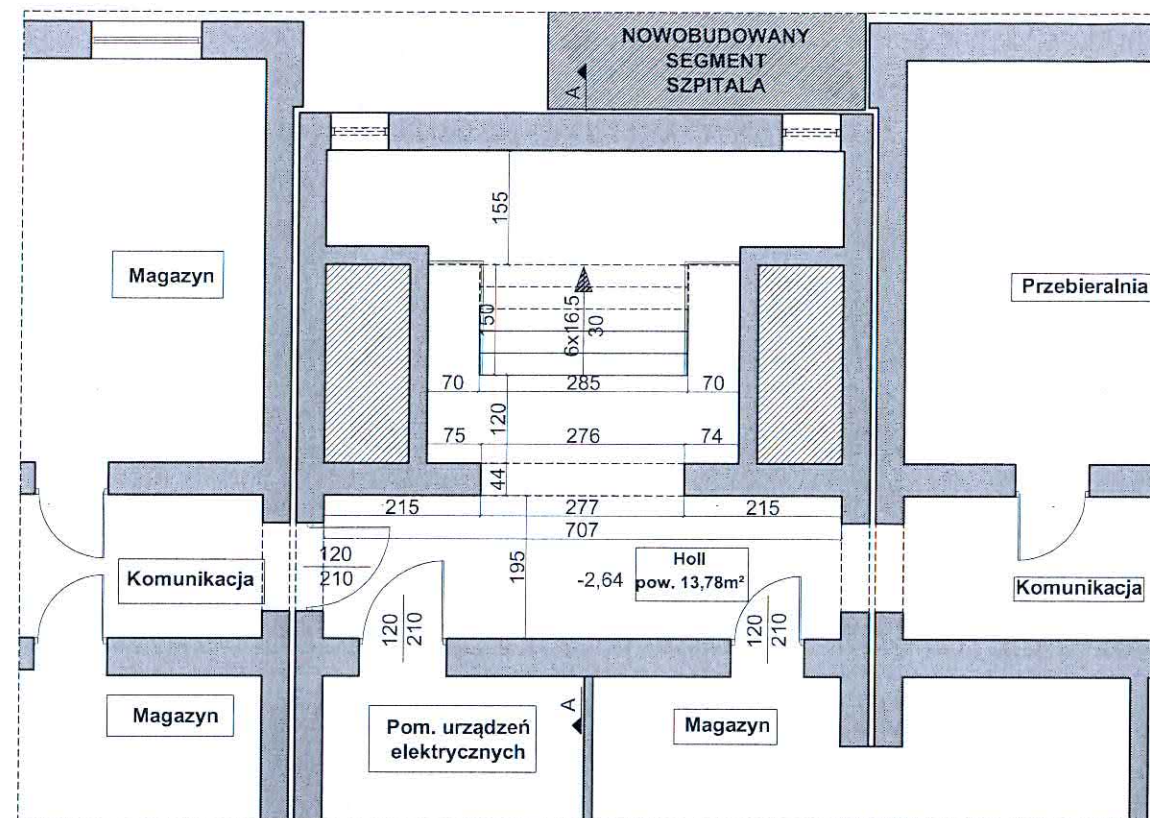 NOWOBUDOWANY
SEGMENT
SZPITALA
A
155
Magazyn
Przebieralnia
150
6x16,5
30
70
285
70
120
75
276
74
44
215
277
215
707
120
210
195
Holl
pow. 13,78m²
-2,64
Komunikacja
Komunikacja
120
210
120
210
Magazyn
Pom. urządzeń
elektrycznych
A
Magazyn